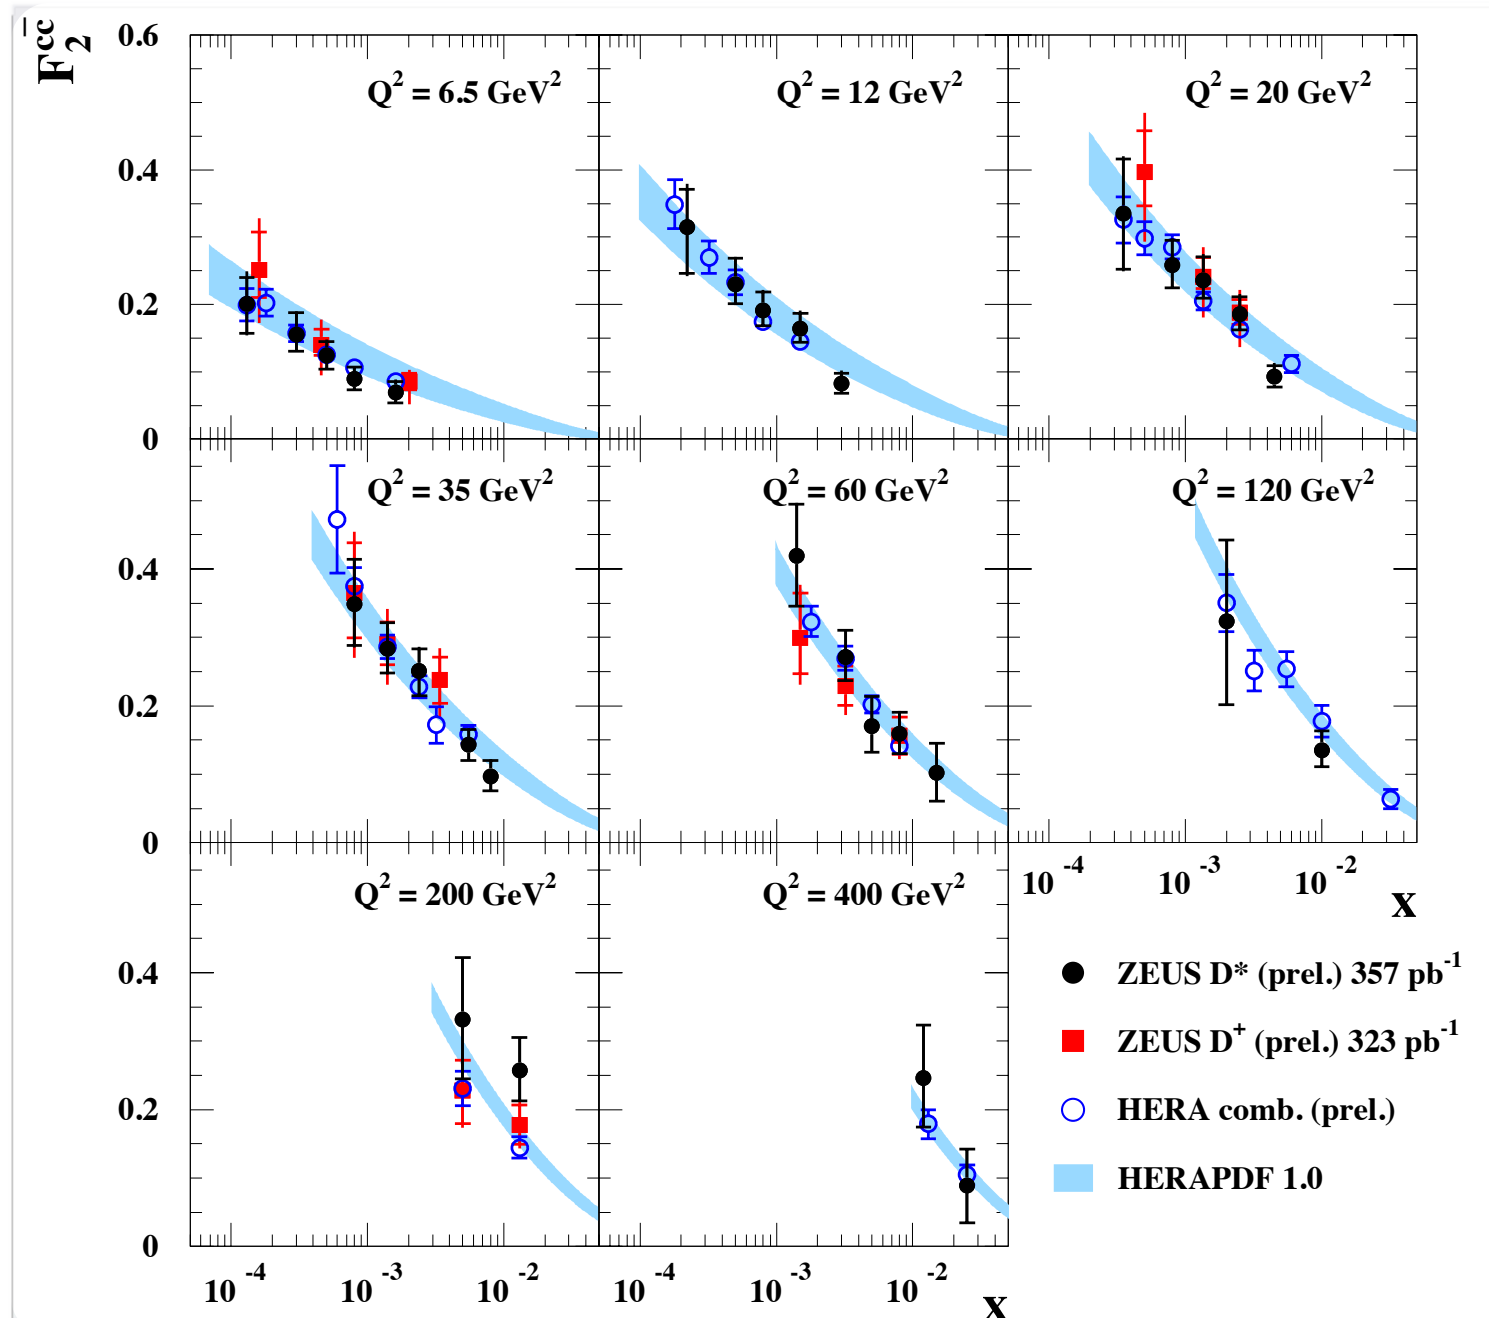 F₂^cc̄
0.6
Q² = 6.5 GeV²
Q² = 12 GeV²
Q² = 20 GeV²
0.4
0.2
0
Q² = 35 GeV²
Q² = 60 GeV²
Q² = 120 GeV²
0.4
0.2
0
10⁻⁴ 10⁻³ 10⁻²
x
Q² = 200 GeV²
Q² = 400 GeV²
0.4
0.2
0
10⁻⁴ 10⁻³ 10⁻²
10⁻⁴ 10⁻³ 10⁻²
x
ZEUS D* (prel.) 357 pb⁻¹
ZEUS D⁺ (prel.) 323 pb⁻¹
HERA comb. (prel.)
HERAPDF 1.0